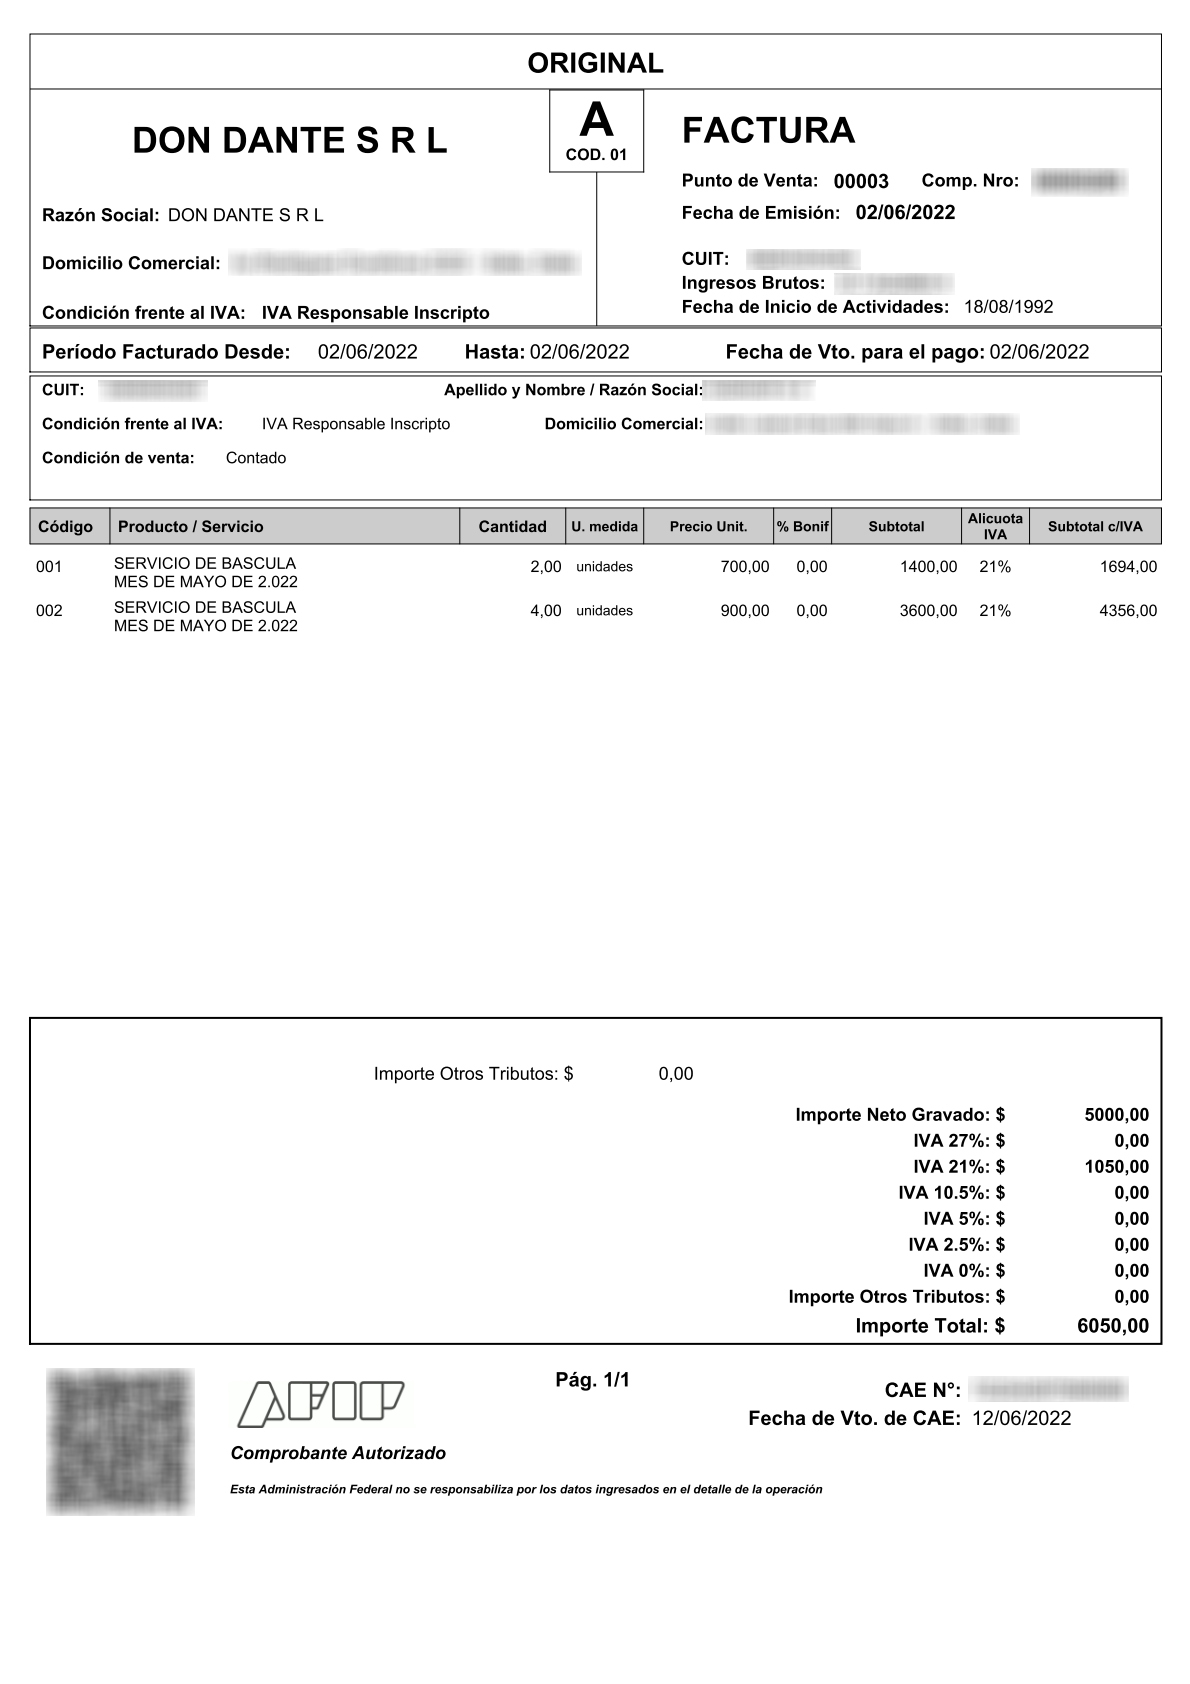 ORIGINAL
DON DANTE S R L
A
COD. 01
FACTURA
Punto de Venta: 00003 Comp. Nro:
Fecha de Emisión: 02/06/2022
Razón Social: DON DANTE S R L
Domicilio Comercial:
Condición frente al IVA: IVA Responsable Inscripto
CUIT:
Ingresos Brutos:
Fecha de Inicio de Actividades: 18/08/1992
Período Facturado Desde: 02/06/2022 Hasta: 02/06/2022 Fecha de Vto. para el pago: 02/06/2022
CUIT: Apellido y Nombre / Razón Social:
Condición frente al IVA: IVA Responsable Inscripto Domicilio Comercial:
Condición de venta: Contado
Código Producto / Servicio Cantidad U. medida Precio Unit. % Bonif Subtotal Alicuota IVA Subtotal c/IVA
001 SERVICIO DE BASCULA 2,00 unidades 700,00 0,00 1400,00 21% 1694,00
MES DE MAYO DE 2.022
002 SERVICIO DE BASCULA 4,00 unidades 900,00 0,00 3600,00 21% 4356,00
MES DE MAYO DE 2.022
Importe Otros Tributos: $ 0,00
Importe Neto Gravado: $ 5000,00
IVA 27%: $ 0,00
IVA 21%: $ 1050,00
IVA 10.5%: $ 0,00
IVA 5%: $ 0,00
IVA 2.5%: $ 0,00
IVA 0%: $ 0,00
Importe Otros Tributos: $ 0,00
Importe Total: $ 6050,00
AFIP
Comprobante Autorizado
Esta Administración Federal no se responsabiliza por los datos ingresados en el detalle de la operación
Pág. 1/1
CAE N°:
Fecha de Vto. de CAE: 12/06/2022